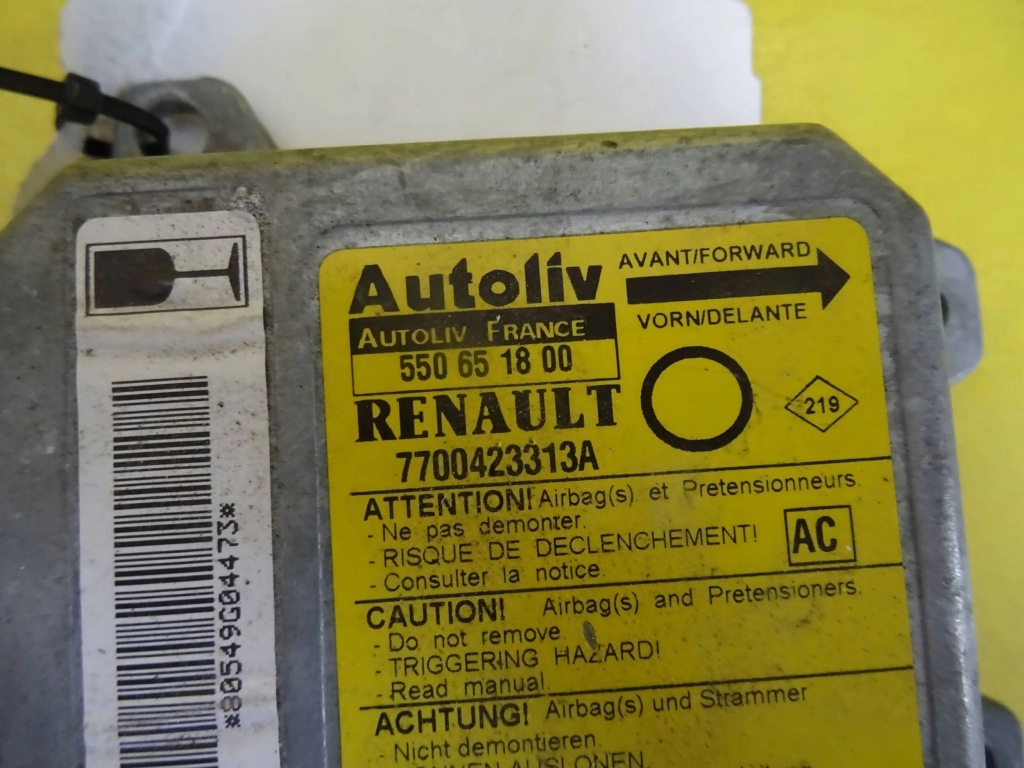 Autoliv
AUTOLIV FRANCE
550 65 18 00
RENAULT
7700423313A
AVANT/FORWARD
VORN/DELANTE
219
ATTENTION! Airbag(s) et Pretensionneurs.
- Ne pas demonter.
- RISQUE DE DECLENCHEMENT!
- Consulter la notice.
AC
CAUTION! Airbag(s) and Pretensioners.
- Do not remove.
- TRIGGERING HAZARD!
- Read manual.
ACHTUNG! Airbag(s) und Strammer
- Nicht demontieren.
AUSLONEN.
*80549G04473*